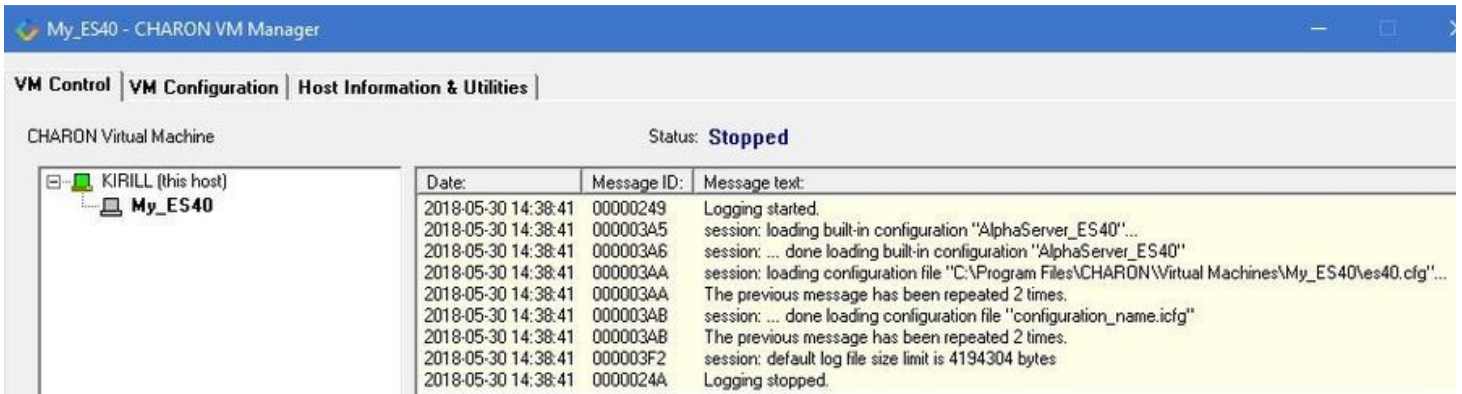 My_ES40 - CHARON VM Manager
VM Control VM Configuration Host Information & Utilities
CHARON Virtual Machine Status: Stopped
KIRILL (this host)
My_ES40
Date: Message ID: Message text:
2018-05-30 14:38:41 00000249 Logging started.
2018-05-30 14:38:41 000003A5 session: loading built-in configuration "AlphaServer_ES40"...
2018-05-30 14:38:41 000003A6 session: ... done loading built-in configuration "AlphaServer_ES40"
2018-05-30 14:38:41 000003AA session: loading configuration file "C:\Program Files\CHARON\Virtual Machines\My_ES40\es40.cfg"...
2018-05-30 14:38:41 000003AA The previous message has been repeated 2 times.
2018-05-30 14:38:41 000003AB session: ... done loading configuration file "configuration_name.icfg"
2018-05-30 14:38:41 000003AB The previous message has been repeated 2 times.
2018-05-30 14:38:41 000003F2 session: default log file size limit is 4194304 bytes
2018-05-30 14:38:41 0000024A Logging stopped.